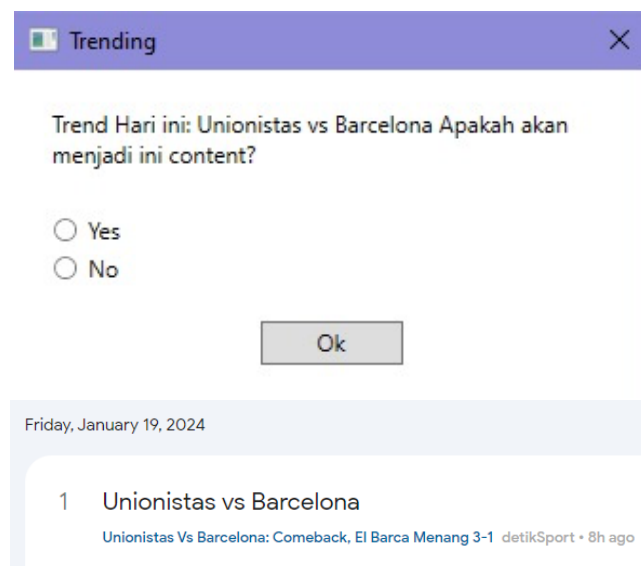 Trending
Trend Hari ini: Unionistas vs Barcelona Apakah akan
menjadi ini content?
Yes
No
Ok
Friday, January 19, 2024
1 Unionistas vs Barcelona
Unionistas Vs Barcelona: Comeback, El Barca Menang 3-1 detikSport • 8h ago